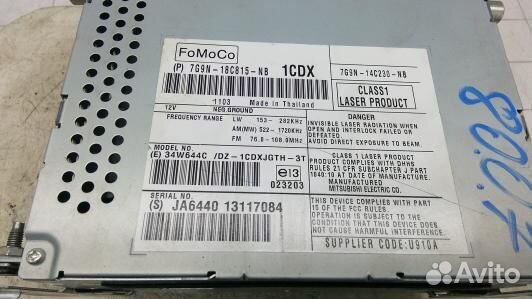 FoMoCo
(P) 7G9N-18C815-NB 1CDX 7G9N-14C230-NB
1103 Made in Thailand
CLASS1
LASER PRODUCT
12V NEG.GROUND
FREQUENCY RANGE LW 153- 282KHz
AM(MW) 522-1720KHz
FM 76.0-108.0MHz
DANGER
INVISIBLE LASER RADIATION WHEN
OPEN AND INTERLOCK FAILED OR
DEFEATED.
AVOID DIRECT EXPOSURE TO BEAM.
MODEL NO.
(E) 34W644C /DZ-1CDXJGTH-3T
e13
023203
CLASS 1 LASER PRODUCT
THIS PRODUCT COMPLIES WITH DHHS
RULES 21 CFR SUBCHAPTER J PART
1040.10 AT DATE OF MANUFACTURE.
MITSUBISHI ELECTRIC CO.
SERIAL NO.
(S) JA6440 13117084
THIS DEVICE COMPLIES WITH PART
15 OF THE FCC RULES.
OPERATION IS SUBJECT TO THE
CONDITION THAT THIS DEVICE DOES
NOT CAUSE HARMFUL INTERFERENCE.
SUPPLIER CODE:U910A
Avito